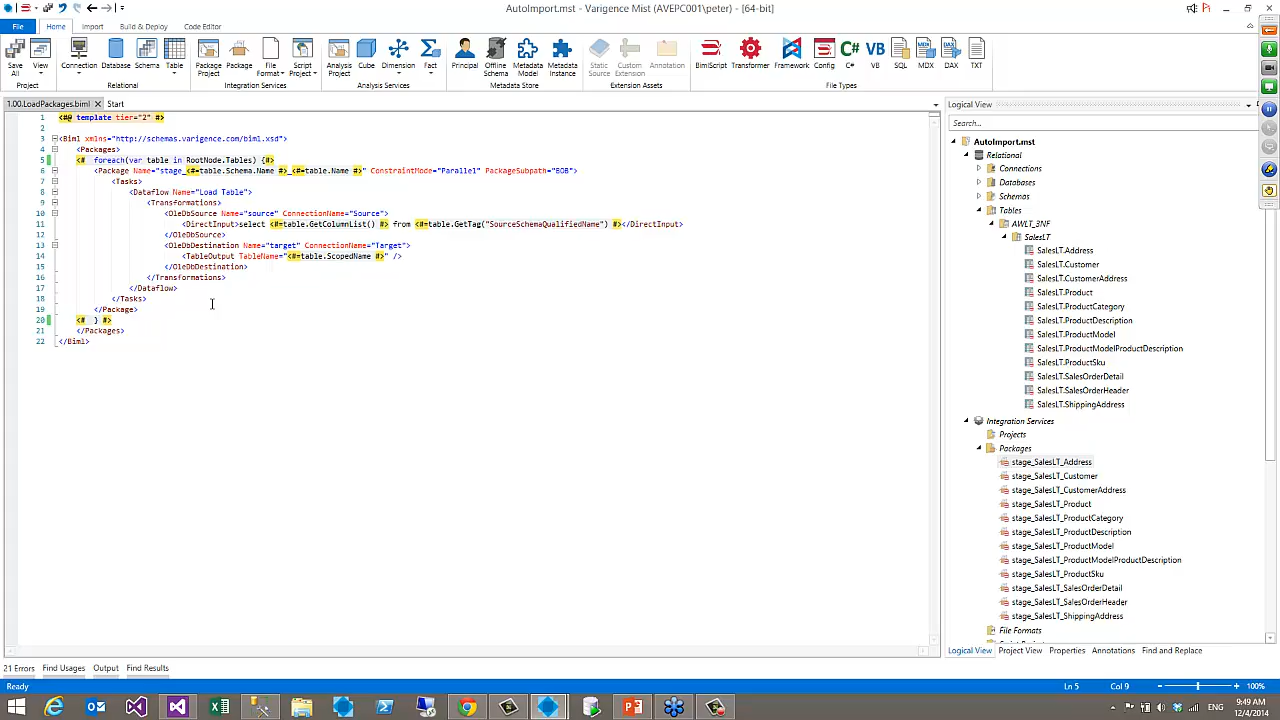 AutoImport.mst - Varigence Mist (AVEPC001\peter) - [64-bit]
File Home Import Build & Deploy Code Editor
Save All View Connection Database Schema Table Package Project Package File Format Script Project Analysis Project Cube Dimension Fact Principal Offline Schema Metadata Model Metadata Instance Static Source Custom Extension Annotation BimlScript Transformer Framework Config C# VB SQL MDX DAX TXT
Project Relational Integration Services Analysis Services Metadata Store Extension Assets File Types
1.00.LoadPackages.biml Start
1 <#@ template tier="2" #>
2
3 <Biml xmlns="http://schemas.varigence.com/biml.xsd">
4 <Packages>
5 <# foreach(var table in RootNode.Tables) {#>
6 <Package Name="stage_<#=table.Schema.Name #>_<#=table.Name #>" ConstraintMode="Parallel" PackageSubpath="BOB">
7 <Tasks>
8 <Dataflow Name="Load Table">
9 <Transformations>
10 <OleDbSource Name="source" ConnectionName="Source">
11 <DirectInput>select <#=table.GetColumnList() #> from <#=table.GetTag("SourceSchemaQualifiedName") #></DirectInput>
12 </OleDbSource>
13 <OleDbDestination Name="target" ConnectionName="Target">
14 <TableOutput TableName="<#=table.ScopedName #>" />
15 </OleDbDestination>
16 </Transformations>
17 </Dataflow>
18 </Tasks>
19 </Package>
20 <# } #>
21 </Packages>
22 </Biml>
Logical View
Search...
AutoImport.mst
Relational
Connections
Databases
Schemas
Tables
AWLT_3NF
SalesLT
SalesLT.Address
SalesLT.Customer
SalesLT.CustomerAddress
SalesLT.Product
SalesLT.ProductCategory
SalesLT.ProductDescription
SalesLT.ProductModel
SalesLT.ProductModelProductDescription
SalesLT.ProductSku
SalesLT.SalesOrderDetail
SalesLT.SalesOrderHeader
SalesLT.ShippingAddress
Integration Services
Projects
Packages
stage_SalesLT_Address
stage_SalesLT_Customer
stage_SalesLT_CustomerAddress
stage_SalesLT_Product
stage_SalesLT_ProductCategory
stage_SalesLT_ProductDescription
stage_SalesLT_ProductModel
stage_SalesLT_ProductModelProductDescription
stage_SalesLT_ProductSku
stage_SalesLT_SalesOrderDetail
stage_SalesLT_SalesOrderHeader
stage_SalesLT_ShippingAddress
File Formats
Logical View Project View Properties Annotations Find and Replace
21 Errors Find Usages Output Find Results
Ready Ln 5 Col 9 100%
ENG 9:49 AM
12/4/2014